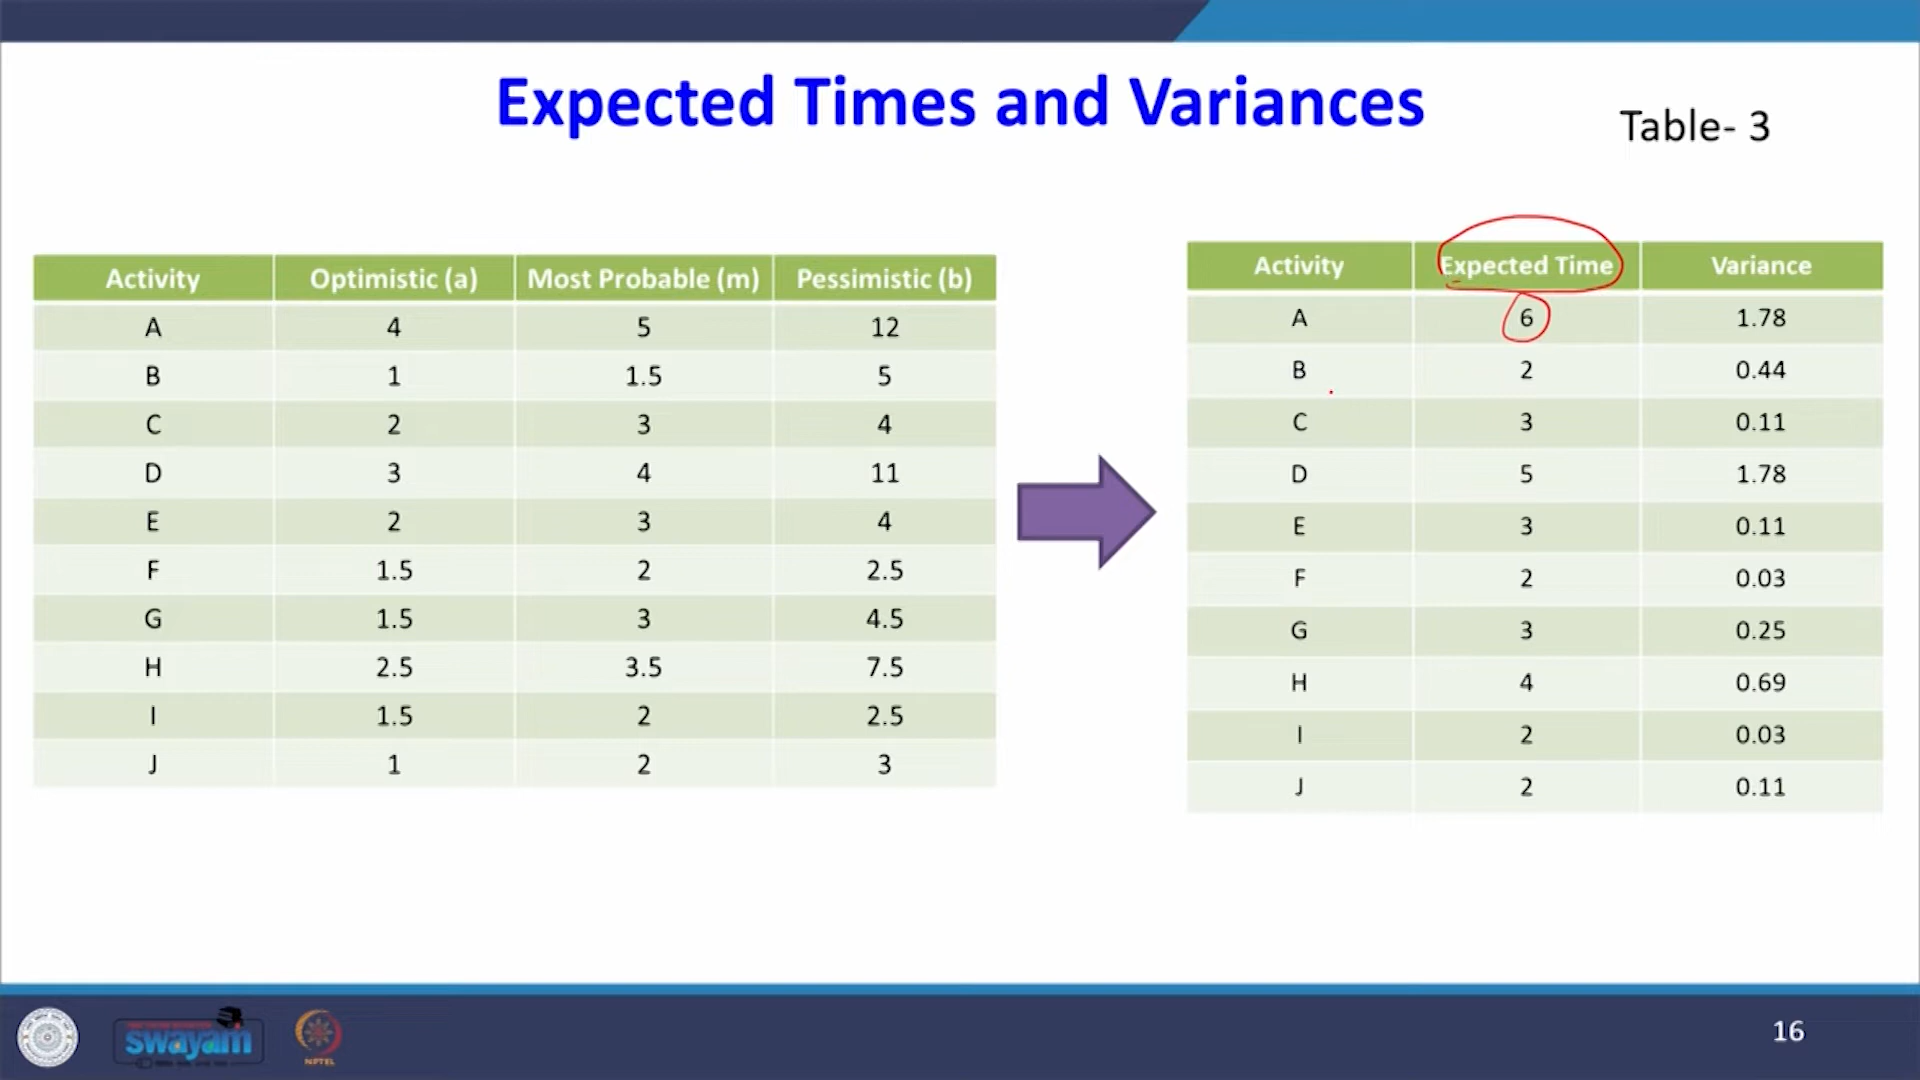 Expected Times and Variances
Table- 3
Activity Optimistic (a) Most Probable (m) Pessimistic (b)
A 4 5 12
B 1 1.5 5
C 2 3 4
D 3 4 11
E 2 3 4
F 1.5 2 2.5
G 1.5 3 4.5
H 2.5 3.5 7.5
I 1.5 2 2.5
J 1 2 3
Activity Expected Time Variance
A 6 1.78
B 2 0.44
C 3 0.11
D 5 1.78
E 3 0.11
F 2 0.03
G 3 0.25
H 4 0.69
I 2 0.03
J 2 0.11
swayam
NPTEL
16